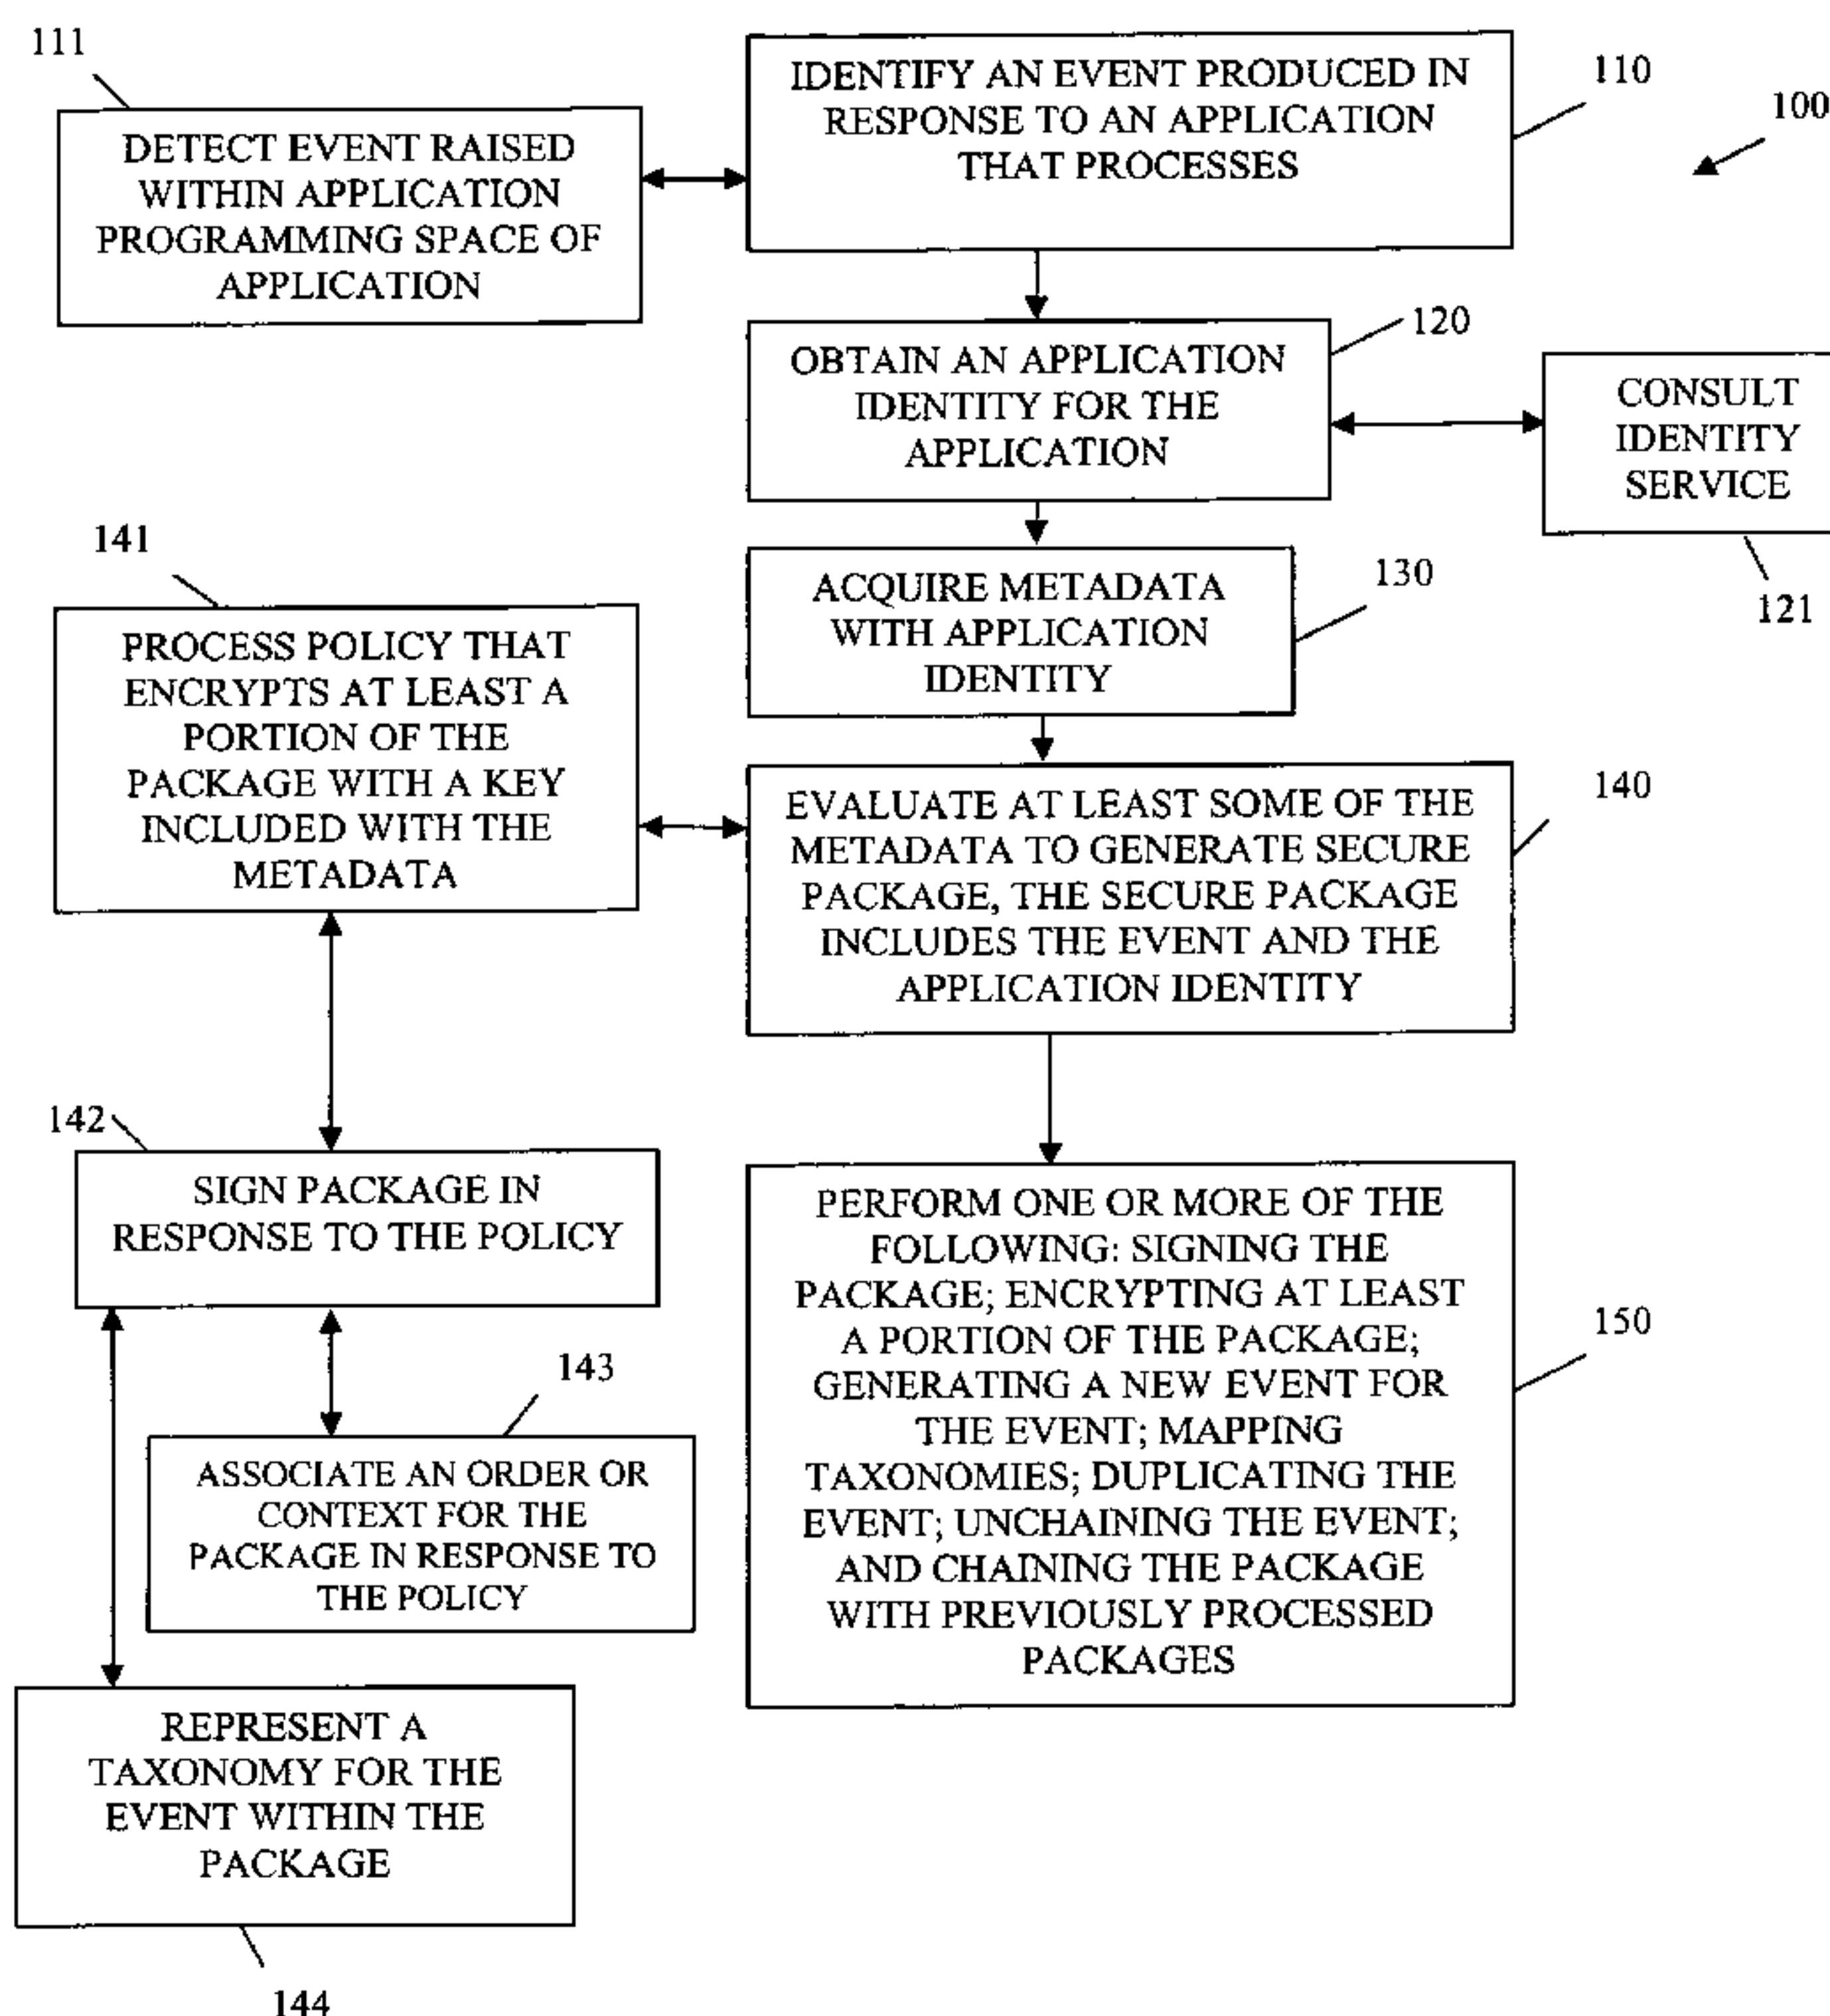 111
DETECT EVENT RAISED
WITHIN APPLICATION
PROGRAMMING SPACE OF
APPLICATION
IDENTIFY AN EVENT PRODUCED IN
RESPONSE TO AN APPLICATION
THAT PROCESSES
110
100
OBTAIN AN APPLICATION
IDENTITY FOR THE
APPLICATION
120
CONSULT
IDENTITY
SERVICE
121
ACQUIRE METADATA
WITH APPLICATION
IDENTITY
130
141
PROCESS POLICY THAT
ENCRYPTS AT LEAST A
PORTION OF THE
PACKAGE WITH A KEY
INCLUDED WITH THE
METADATA
EVALUATE AT LEAST SOME OF THE
METADATA TO GENERATE SECURE
PACKAGE, THE SECURE PACKAGE
INCLUDES THE EVENT AND THE
APPLICATION IDENTITY
140
142
SIGN PACKAGE IN
RESPONSE TO THE POLICY
143
ASSOCIATE AN ORDER OR
CONTEXT FOR THE
PACKAGE IN RESPONSE TO
THE POLICY
PERFORM ONE OR MORE OF THE
FOLLOWING: SIGNING THE
PACKAGE; ENCRYPTING AT LEAST
A PORTION OF THE PACKAGE;
GENERATING A NEW EVENT FOR
THE EVENT; MAPPING
TAXONOMIES; DUPLICATING THE
EVENT; UNCHAINING THE EVENT;
AND CHAINING THE PACKAGE
WITH PREVIOUSLY PROCESSED
PACKAGES
150
REPRESENT A
TAXONOMY FOR THE
EVENT WITHIN THE
PACKAGE
144